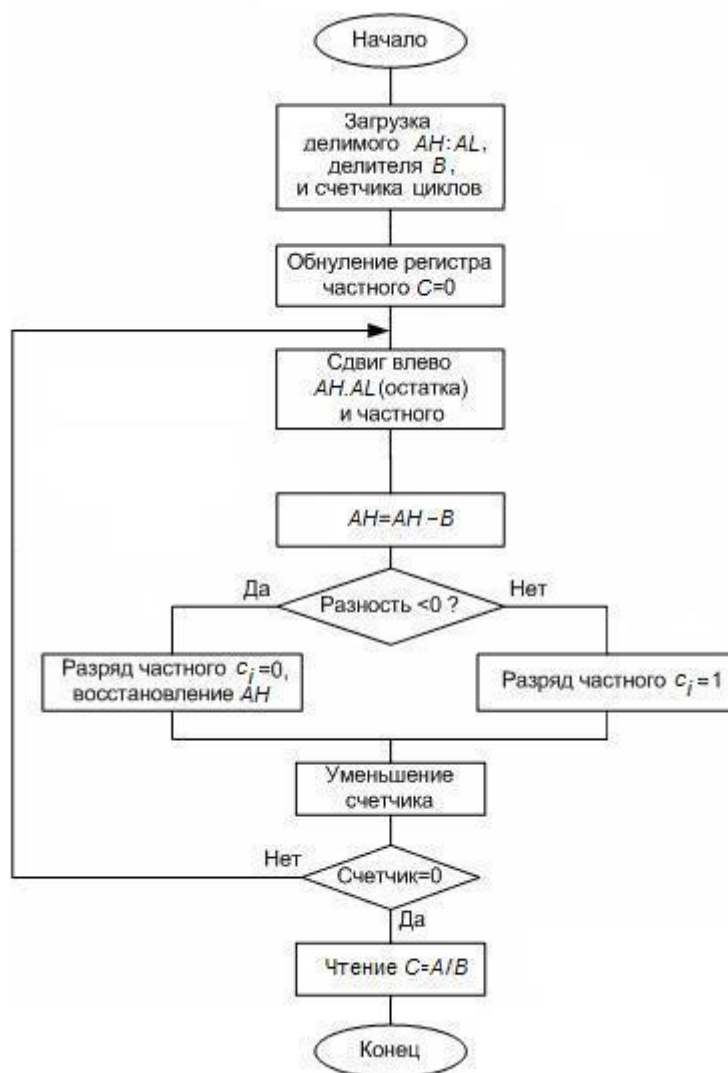 Начало
Загрузка
делимого AH:AL,
делителя B,
и счетчика циклов
Обнуление регистра
частного C=0
Сдвиг влево
AH.AL(остатка)
и частного
AH=AH–B
Разность <0 ?
Да
Нет
Разряд частного cᵢ=0,
восстановление AH
Разряд частного cᵢ=1
Уменьшение
счетчика
Нет
Счетчик=0
Да
Чтение C=A/B
Конец